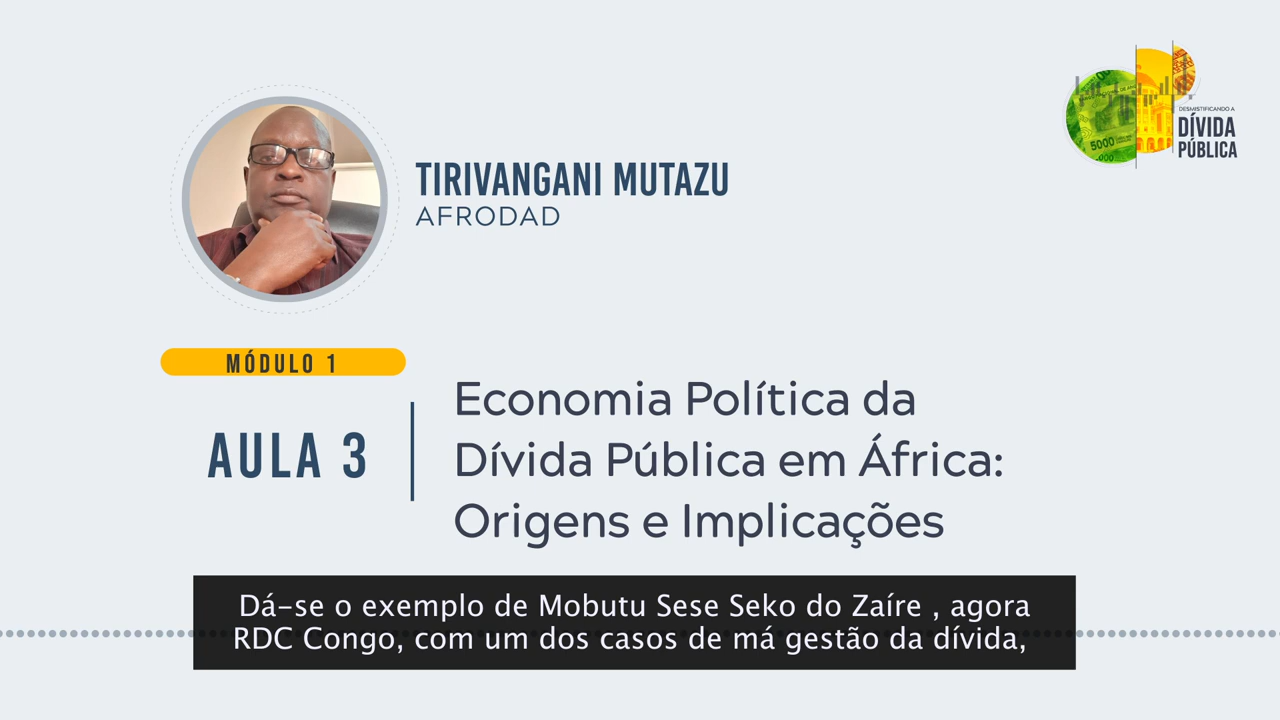 TIRIVANGANI MUTAZU
AFRODAD
DESMISTIFICANDO A
DÍVIDA
PÚBLICA
5000
MÓDULO 1
AULA 3
Economia Política da
Dívida Pública em África:
Origens e Implicações
Dá-se o exemplo de Mobutu Sese Seko do Zaíre , agora
RDC Congo, com um dos casos de má gestão da dívida,